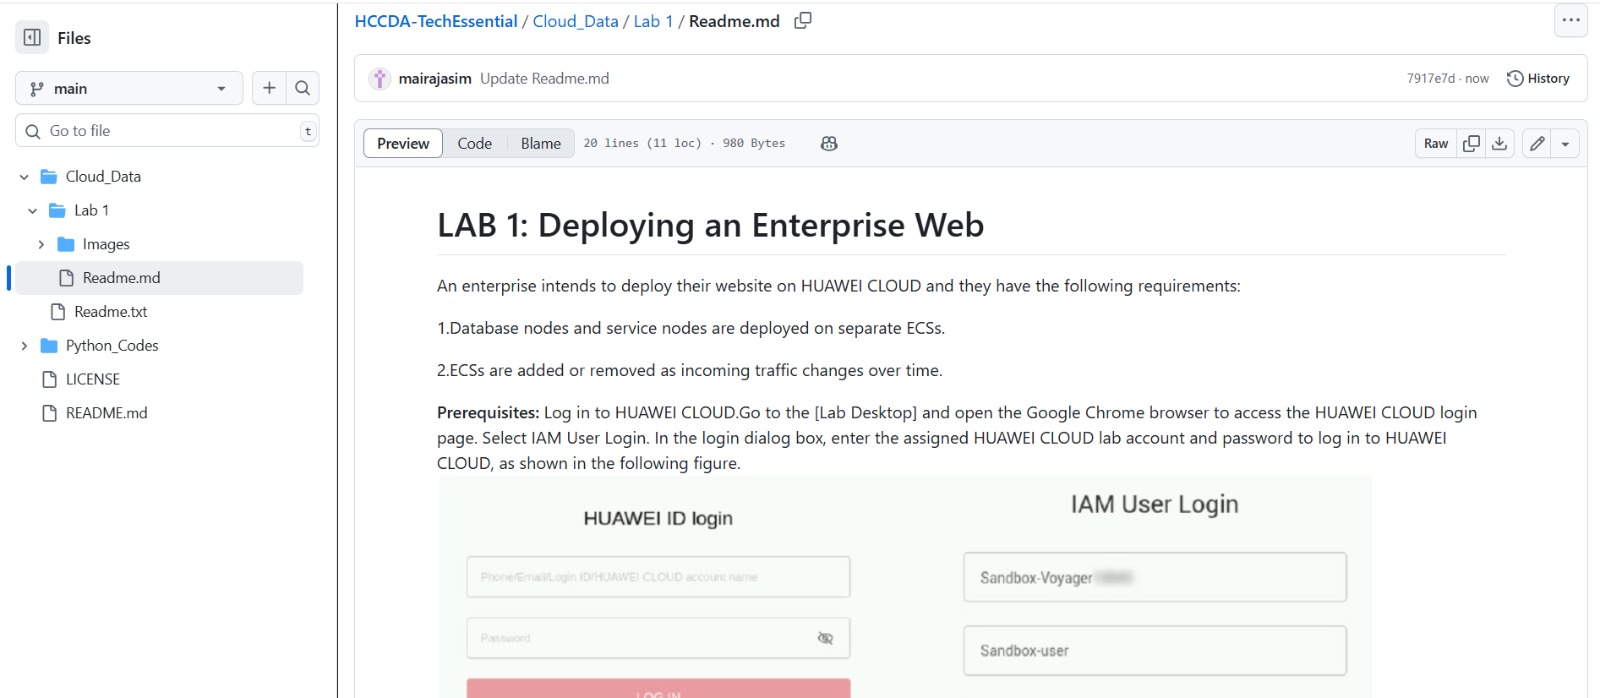 Files
main
Go to file
t
Cloud_Data
Lab 1
Images
Readme.md
Readme.txt
Python_Codes
LICENSE
README.md
HCCDA-TechEssential / Cloud_Data / Lab 1 / Readme.md
mairajasim Update Readme.md
7917e7d · now
History
Preview
Code
Blame
20 lines (11 loc) · 980 Bytes
Raw
LAB 1: Deploying an Enterprise Web
An enterprise intends to deploy their website on HUAWEI CLOUD and they have the following requirements:
1.Database nodes and service nodes are deployed on separate ECSs.
2.ECSs are added or removed as incoming traffic changes over time.
Prerequisites: Log in to HUAWEI CLOUD.Go to the [Lab Desktop] and open the Google Chrome browser to access the HUAWEI CLOUD login
page. Select IAM User Login. In the login dialog box, enter the assigned HUAWEI CLOUD lab account and password to log in to HUAWEI
CLOUD, as shown in the following figure.
HUAWEI ID login
Phone/Email/Login ID/HUAWEI CLOUD account name
Password
LOG IN
IAM User Login
Sandbox-Voyager
Sandbox-user